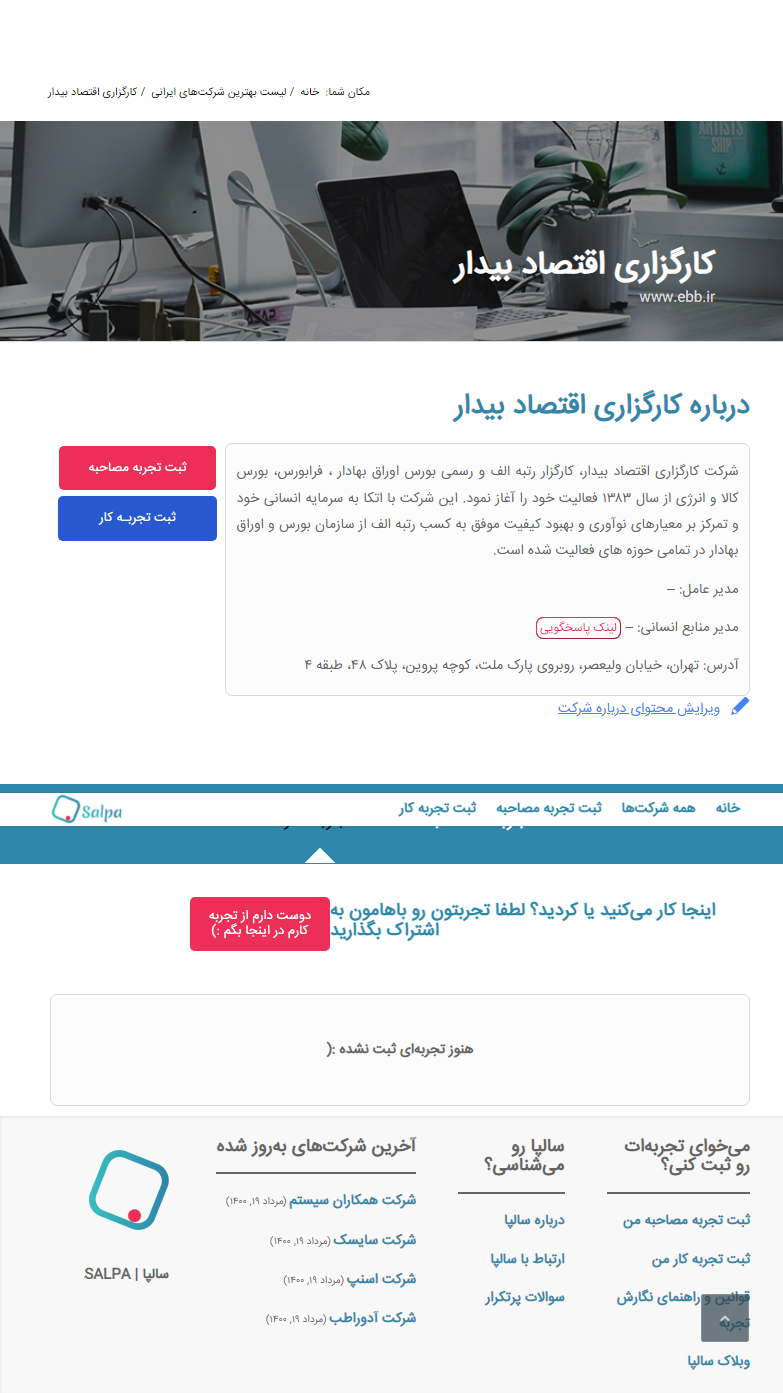 مکان شما: خانه / لیست بهترین شرکت‌های ایرانی / کارگزاری اقتصاد بیدار
ARTISTS
SHIP
کارگزاری اقتصاد بیدار
www.ebb.ir
درباره کارگزاری اقتصاد بیدار
شرکت کارگزاری اقتصاد بیدار، کارگزار رتبه الف و رسمی بورس اوراق بهادار ، فرابورس، بورس
کالا و انرژی از سال ۱۳۸۳ فعالیت خود را آغاز نمود. این شرکت با اتکا به سرمایه انسانی خود
و تمرکز بر معیارهای نوآوری و بهبود کیفیت موفق به کسب رتبه الف از سازمان بورس و اوراق
بهادار در تمامی حوزه های فعالیت شده است.
مدیر عامل: –
مدیر منابع انسانی: – لینک پاسخگویی
آدرس: تهران، خیابان ولیعصر، روبروی پارک ملت، کوچه پروین، پلاک ۴۸، طبقه ۴
ثبت تجربه مصاحبه
ثبت تجربـه کار
ویرایش محتوای درباره شرکت
خانه همه شرکت‌ها ثبت تجربه مصاحبه ثبت تجربه کار
Salpa
اینجا کار می‌کنید یا کردید؟ لطفا تجربتون رو باهامون به
اشتراک بگذارید
دوست دارم از تجربه
کارم در اینجا بگم :)
هنوز تجربه‌ای ثبت نشده :(
می‌خوای تجربه‌ات
رو ثبت کنی؟
ثبت تجربه مصاحبه من
ثبت تجربه کار من
قوانین و راهنمای نگارش
تجربه
وبلاگ سالپا
سالپا رو
می‌شناسی؟
درباره سالپا
ارتباط با سالپا
سوالات پرتکرار
آخرین شرکت‌های به‌روز شده
شرکت همکاران سیستم (مرداد ۱۹, ۱۴۰۰)
شرکت سایسک (مرداد ۱۹, ۱۴۰۰)
شرکت اسنپ (مرداد ۱۹, ۱۴۰۰)
شرکت آدوراطب (مرداد ۱۹, ۱۴۰۰)
سالپا | SALPA